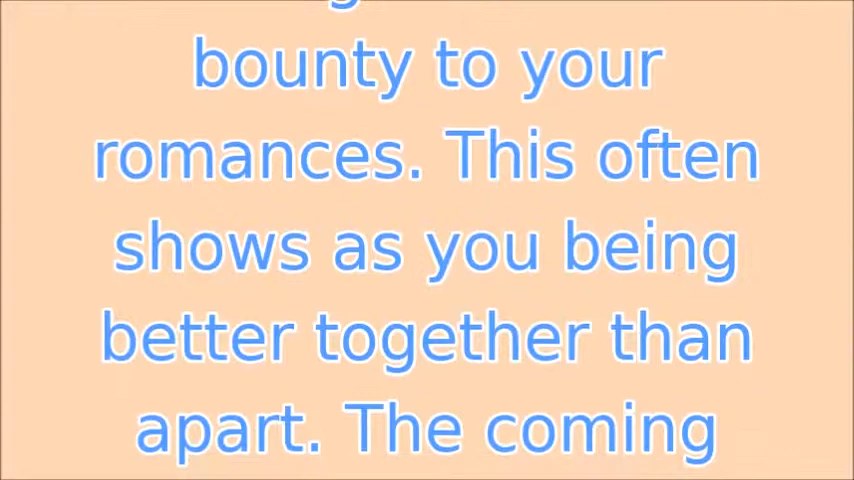 bounty to your
romances. This often
shows as you being
better together than
apart. The coming